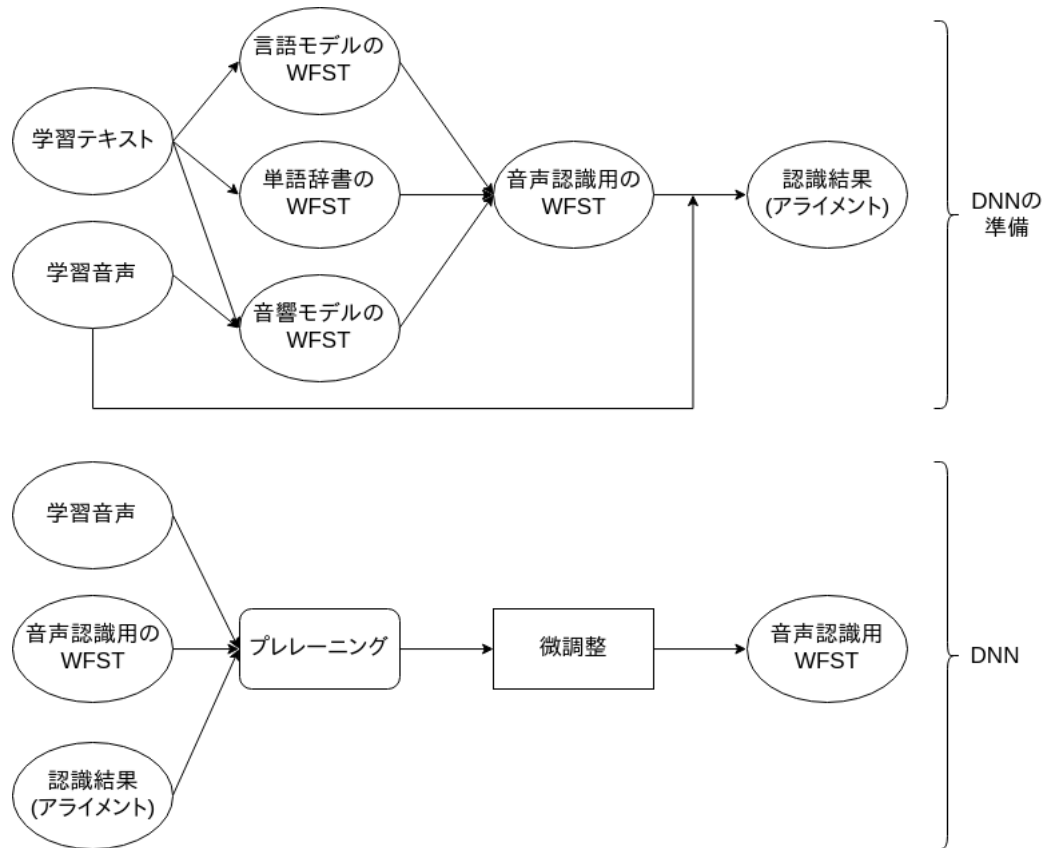 言語モデルの
WFST
学習テキスト
単語辞書の
WFST
音声認識用の
WFST
認識結果
(アライメント)
DNNの
準備
学習音声
音響モデルの
WFST
学習音声
音声認識用の
WFST
プレレーニング
微調整
音声認識用
WFST
DNN
認識結果
(アライメント)